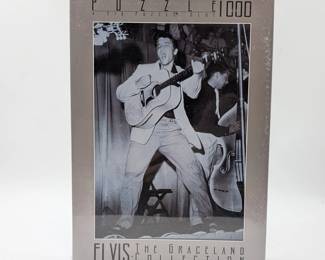 PUZZLE 1000
ELVIS THE GRACELAND
COLLECTION